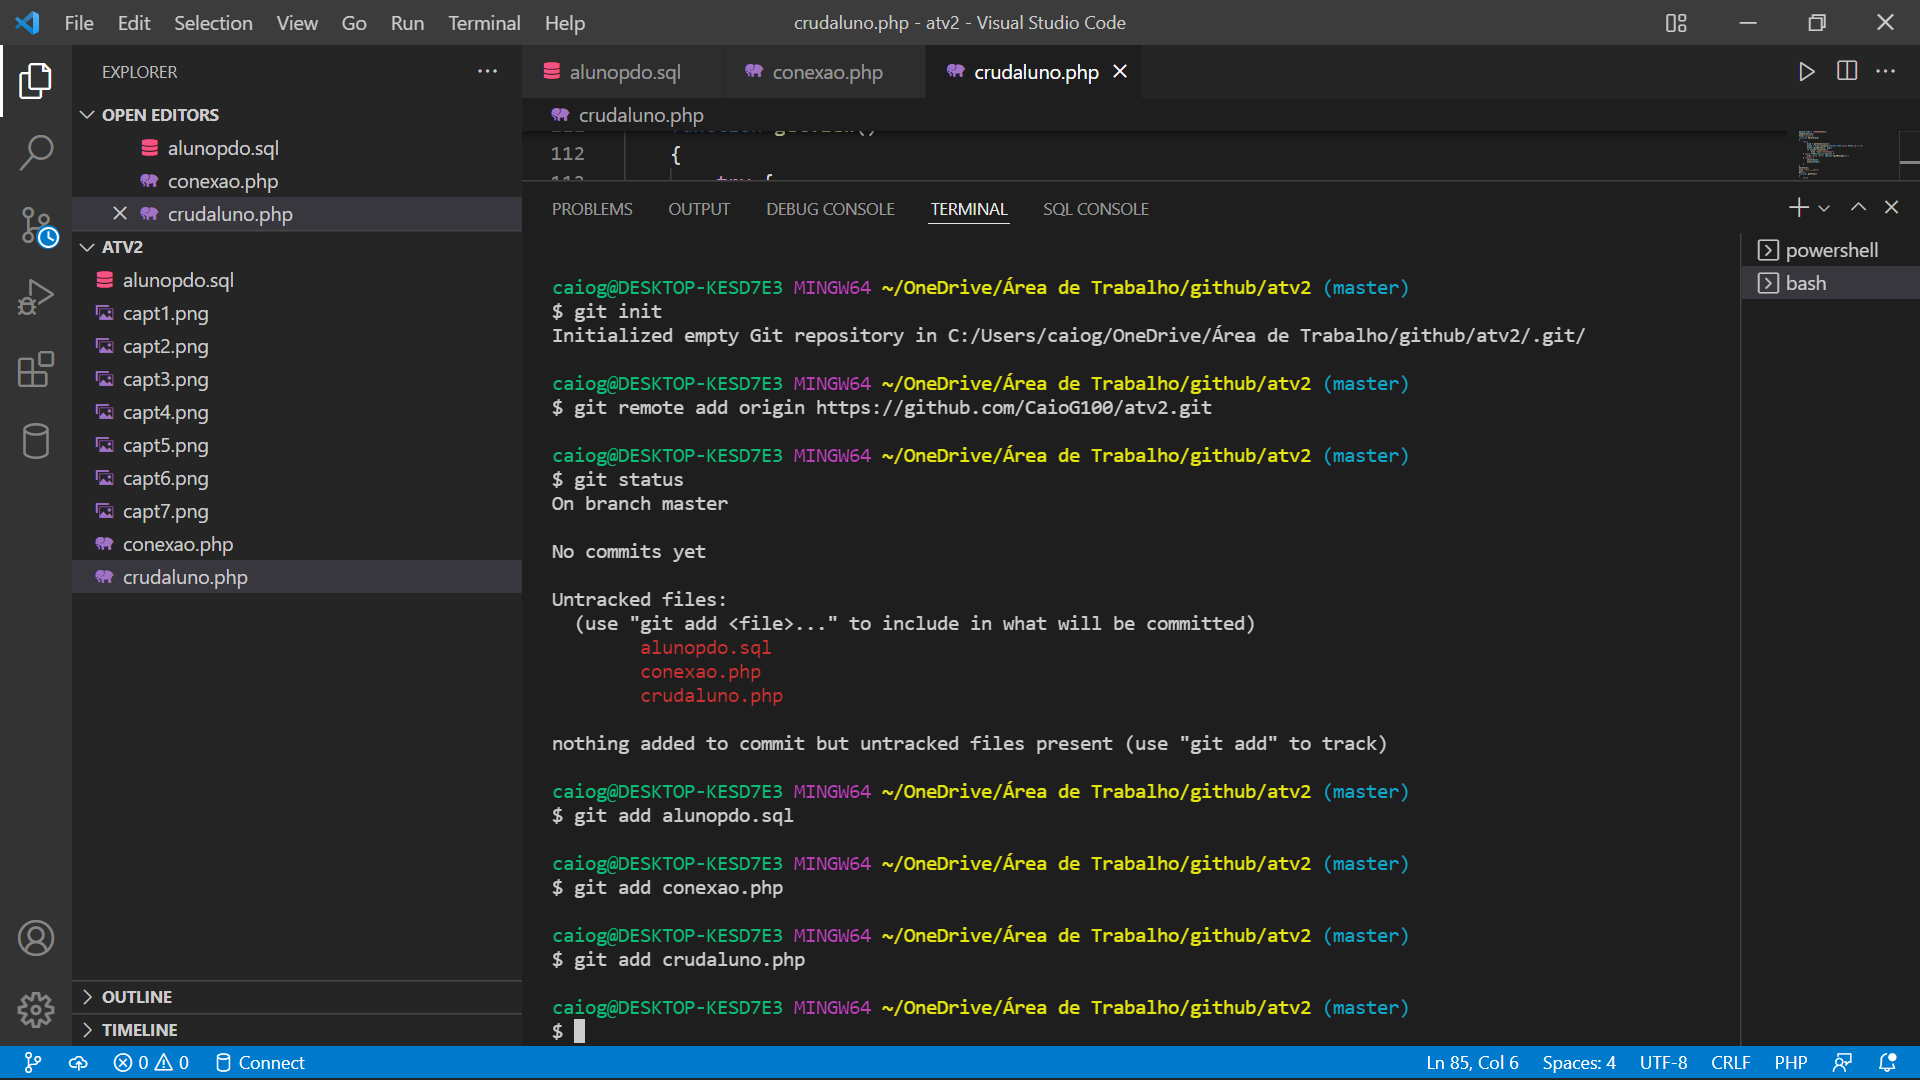 File Edit Selection View Go Run Terminal Help
crudaluno.php - atv2 - Visual Studio Code
EXPLORER
OPEN EDITORS
alunopdo.sql
conexao.php
crudaluno.php
ATV2
alunopdo.sql
capt1.png
capt2.png
capt3.png
capt4.png
capt5.png
capt6.png
capt7.png
conexao.php
crudaluno.php
OUTLINE
TIMELINE
alunopdo.sql conexao.php crudaluno.php
crudaluno.php
112 {
PROBLEMS OUTPUT DEBUG CONSOLE TERMINAL SQL CONSOLE
powershell
bash
caiog@DESKTOP-KESD7E3 MINGW64 ~/OneDrive/Área de Trabalho/github/atv2 (master)
$ git init
Initialized empty Git repository in C:/Users/caiog/OneDrive/Área de Trabalho/github/atv2/.git/
caiog@DESKTOP-KESD7E3 MINGW64 ~/OneDrive/Área de Trabalho/github/atv2 (master)
$ git remote add origin https://github.com/CaioG100/atv2.git
caiog@DESKTOP-KESD7E3 MINGW64 ~/OneDrive/Área de Trabalho/github/atv2 (master)
$ git status
On branch master
No commits yet
Untracked files:
(use "git add <file>..." to include in what will be committed)
alunopdo.sql
conexao.php
crudaluno.php
nothing added to commit but untracked files present (use "git add" to track)
caiog@DESKTOP-KESD7E3 MINGW64 ~/OneDrive/Área de Trabalho/github/atv2 (master)
$ git add alunopdo.sql
caiog@DESKTOP-KESD7E3 MINGW64 ~/OneDrive/Área de Trabalho/github/atv2 (master)
$ git add conexao.php
caiog@DESKTOP-KESD7E3 MINGW64 ~/OneDrive/Área de Trabalho/github/atv2 (master)
$ git add crudaluno.php
caiog@DESKTOP-KESD7E3 MINGW64 ~/OneDrive/Área de Trabalho/github/atv2 (master)
$
0 0 Connect
Ln 85, Col 6 Spaces: 4 UTF-8 CRLF PHP